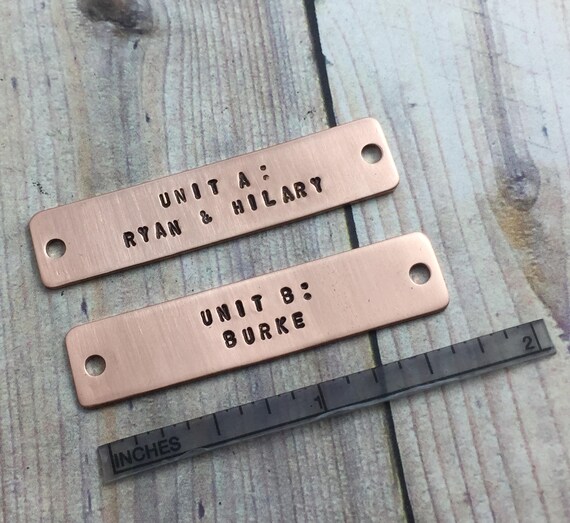 UNIT A:
RYAN & HILARY
UNIT B:
BURKE
INCHES 1 2